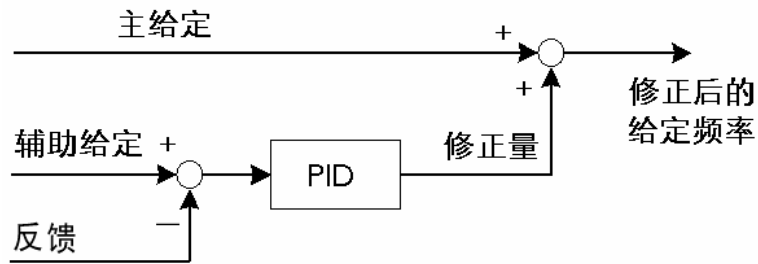 主给定
+
+
修正后的
给定频率
辅助给定 +
PID
修正量
反馈
—